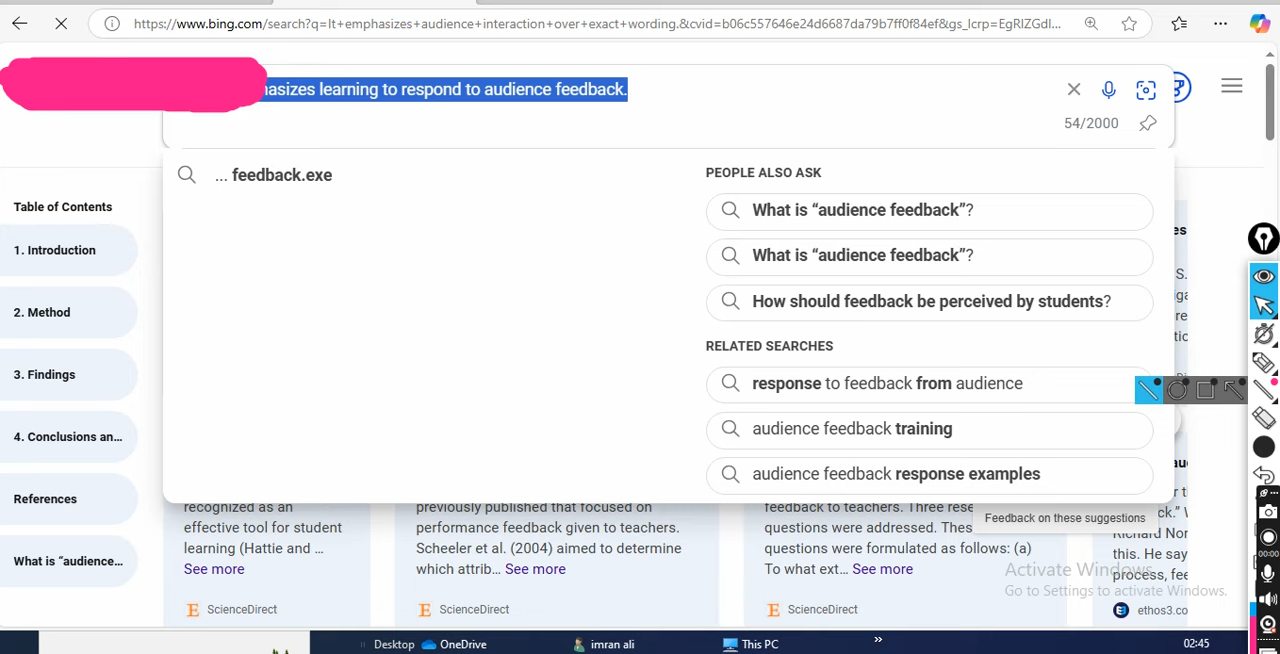 https://www.bing.com/search?q=It+emphasizes+audience+interaction+over+exact+wording.&cvid=b06c557646e24d6687da79b7ff0f84ef&gs_lcrp=EgRlZGdl...
hasizes learning to respond to audience feedback.
54/2000
... feedback.exe
PEOPLE ALSO ASK
What is “audience feedback”?
What is “audience feedback”?
How should feedback be perceived by students?
RELATED SEARCHES
response to feedback from audience
audience feedback training
audience feedback response examples
Feedback on these suggestions
Table of Contents
1. Introduction
2. Method
3. Findings
4. Conclusions an...
References
What is “audience...
recognized as an
effective tool for student
learning (Hattie and ...
See more
ScienceDirect
previously published that focused on
performance feedback given to teachers.
Scheeler et al. (2004) aimed to determine
which attrib... See more
ScienceDirect
feedback to teachers. Three rese
questions were addressed. Thes
questions were formulated as follows: (a)
To what ext... See more
ScienceDirect
es
S.
re
Richard Nor
this. He say
process, fee
ethos3.co
Activate Windows
Go to Settings to activate Windows.
00:00
Desktop
OneDrive
imran ali
This PC
»
02:45